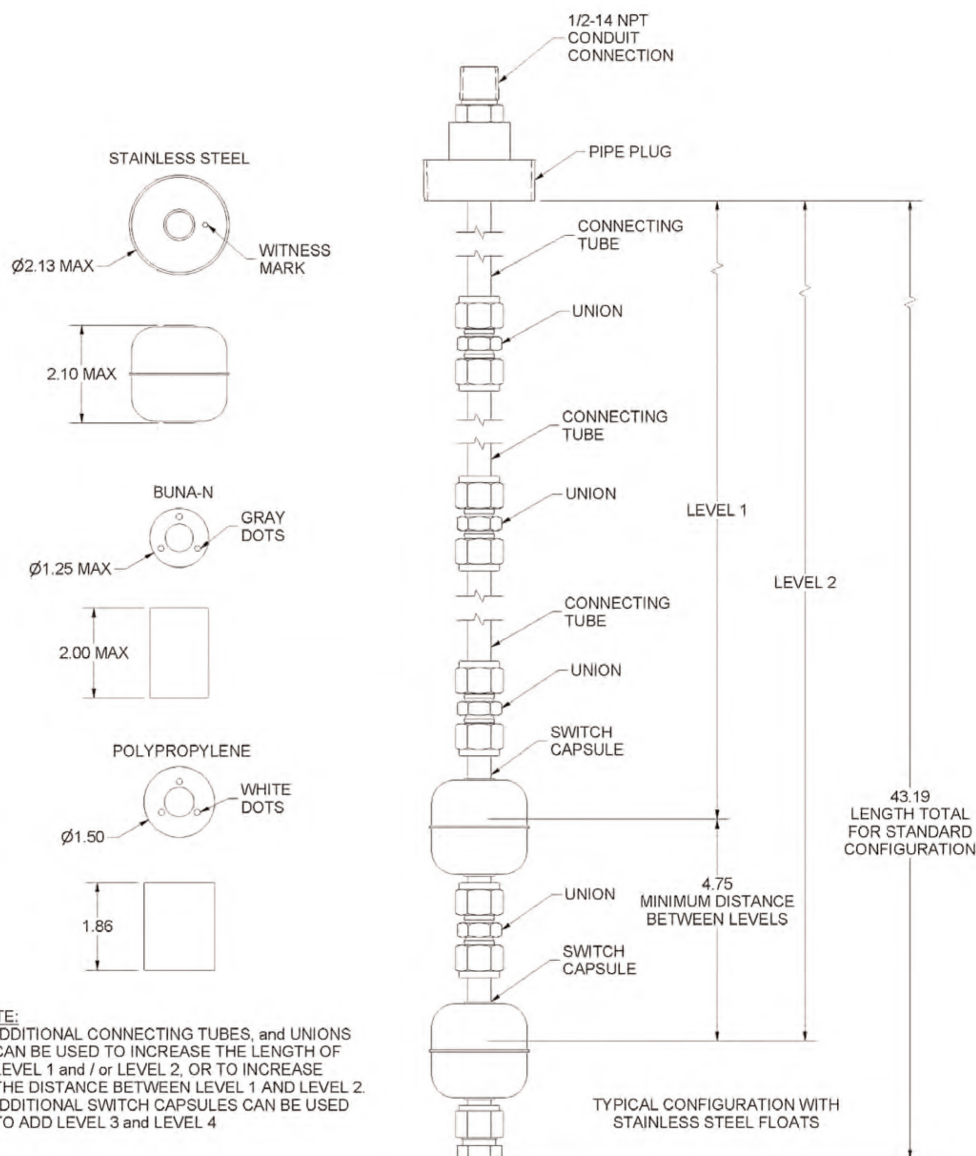 1/2-14 NPT
CONDUIT
CONNECTION
PIPE PLUG
STAINLESS STEEL
WITNESS
MARK
Ø2.13 MAX
2.10 MAX
BUNA-N
GRAY
DOTS
Ø1.25 MAX
2.00 MAX
POLYPROPYLENE
WHITE
DOTS
Ø1.50
1.86
CONNECTING
TUBE
UNION
CONNECTING
TUBE
UNION
CONNECTING
TUBE
UNION
SWITCH
CAPSULE
UNION
SWITCH
CAPSULE
LEVEL 1
LEVEL 2
4.75
MINIMUM DISTANCE
BETWEEN LEVELS
43.19
LENGTH TOTAL
FOR STANDARD
CONFIGURATION
TE:
DDITIONAL CONNECTING TUBES, and UNIONS
CAN BE USED TO INCREASE THE LENGTH OF
LEVEL 1 and / or LEVEL 2, OR TO INCREASE
THE DISTANCE BETWEEN LEVEL 1 AND LEVEL 2.
DDITIONAL SWITCH CAPSULES CAN BE USED
TO ADD LEVEL 3 and LEVEL 4
TYPICAL CONFIGURATION WITH
STAINLESS STEEL FLOATS